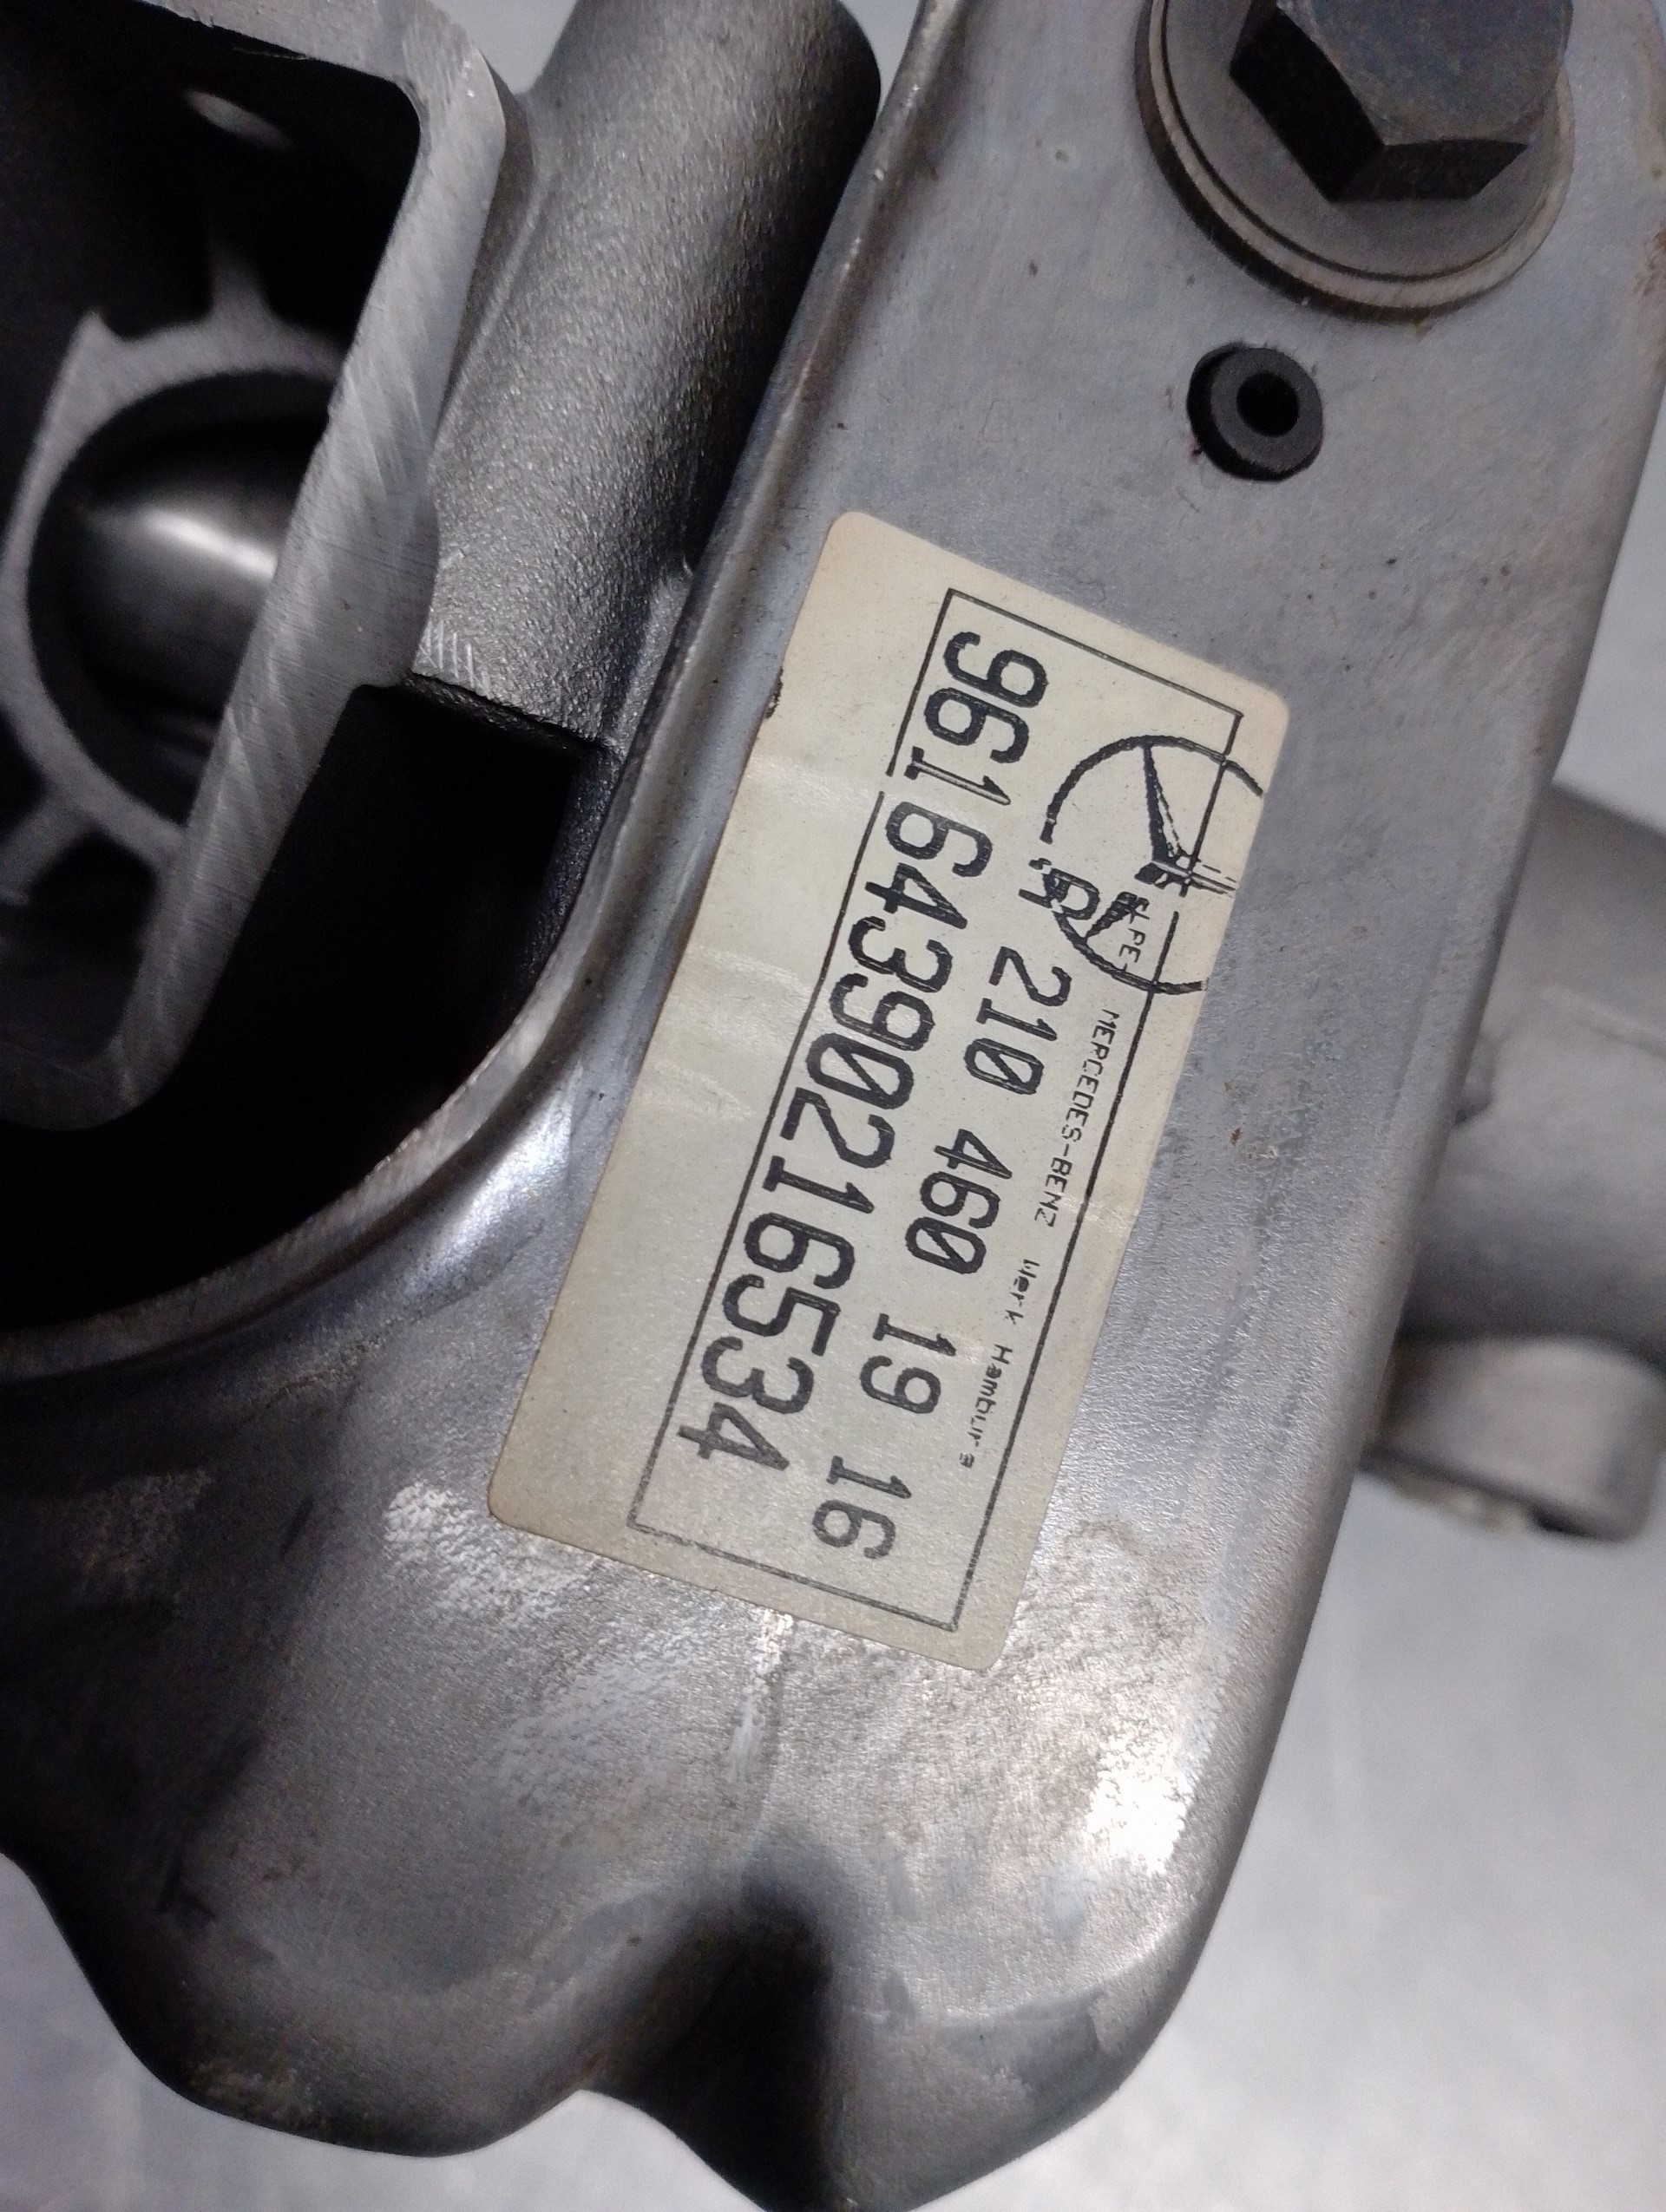 MERCEDES-BENZ Werk Hamburg
A 210 460 19 16
96164390216534